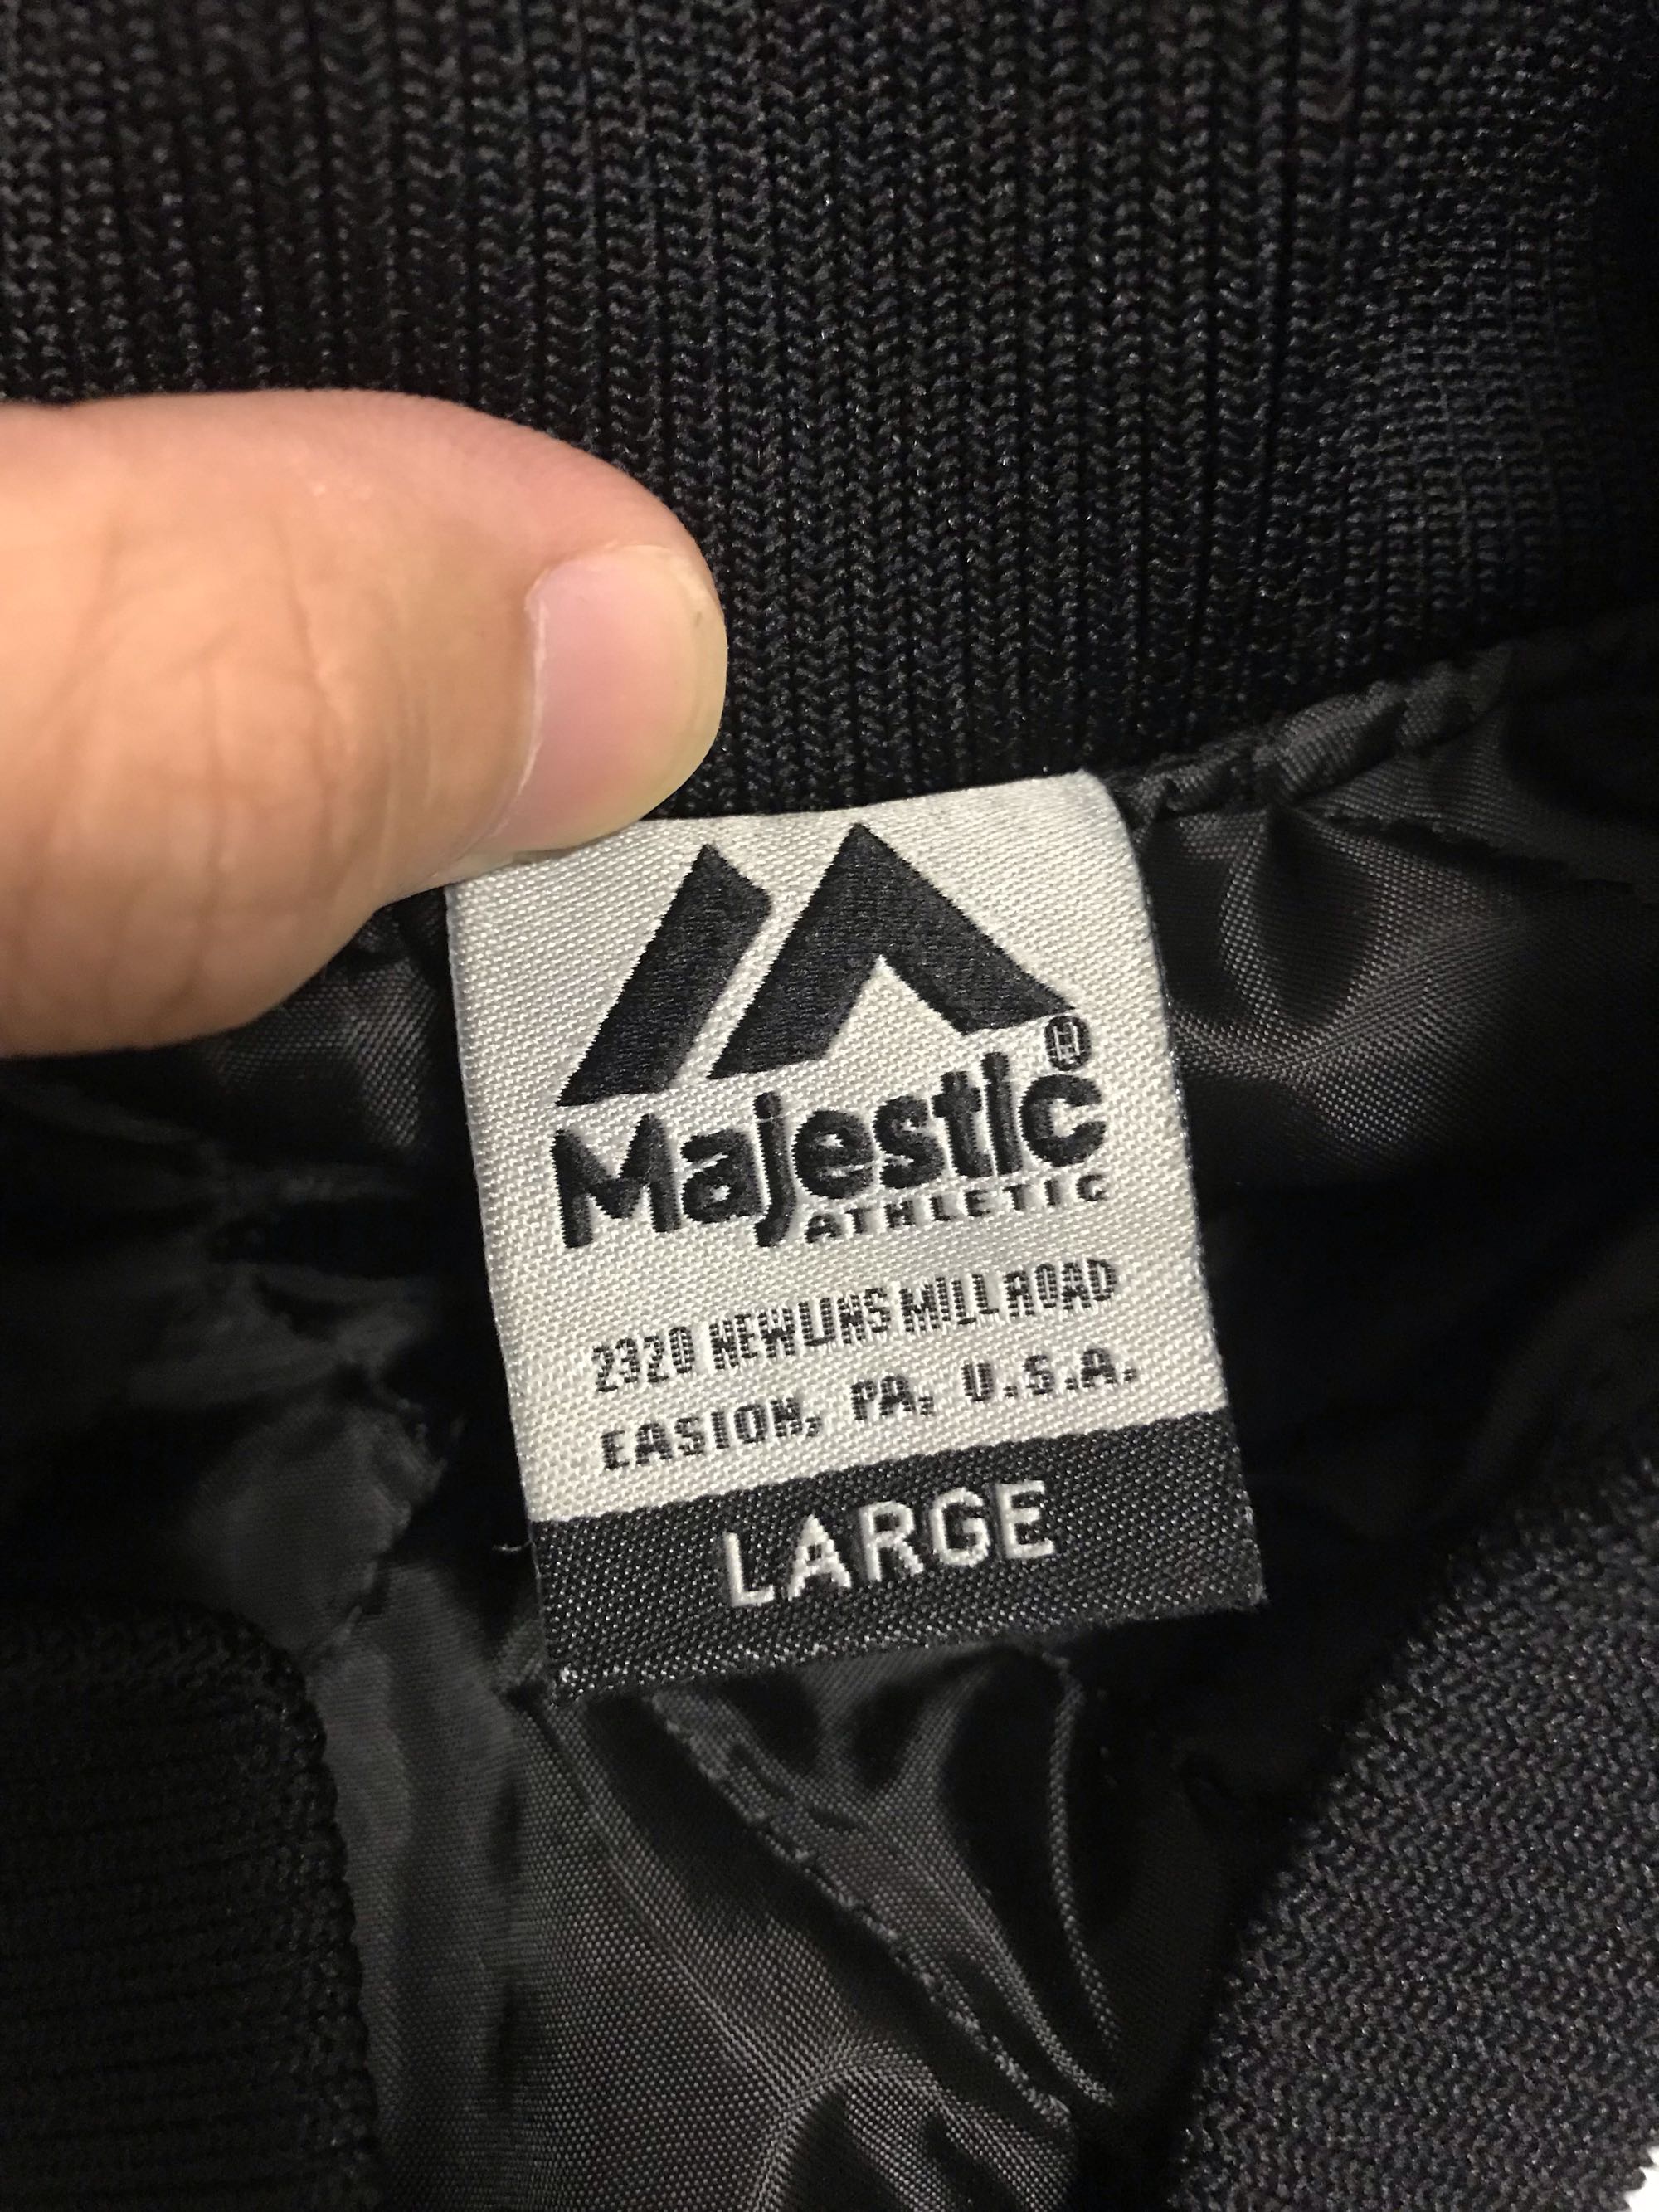 Majestic®
ATHLETIC
2320 NEWLINS MILL ROAD
EASTON, PA, U.S.A.
LARGE